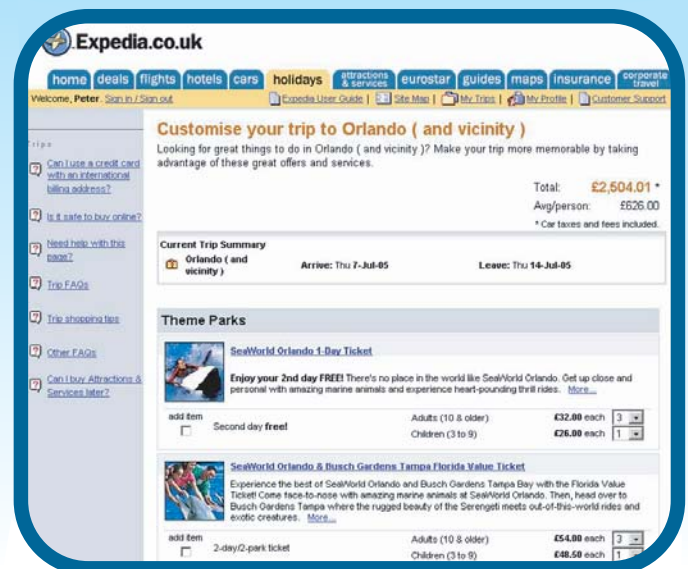 Expedia.co.uk
home deals flights hotels cars holidays attractions & services eurostar guides maps insurance corporate travel
Welcome, Peter. Sign in / Sign out Expedia User Guide | Site Map | My Trips | My Profile | Customer Support
Customise your trip to Orlando ( and vicinity )
Looking for great things to do in Orlando ( and vicinity )? Make your trip more memorable by taking
advantage of these great offers and services.
Total: £2,504.01 *
Avg/person: £626.00
* Car taxes and fees included.
Trips
Can I use a credit card
with an international
billing address?
Is it safe to buy online?
Need help with this
page?
Trip FAQs
Trip shopping tips
Other FAQs
Can I buy Attractions &
Services later?
Current Trip Summary
Orlando ( and
vicinity ) Arrive: Thu 7-Jul-05 Leave: Thu 14-Jul-05
Theme Parks
SeaWorld Orlando 1-Day Ticket
Enjoy your 2nd day FREE! There's no place in the world like SeaWorld Orlando. Get up close and
personal with amazing marine animals and experience heart-pounding thrill rides. More...
add item
Second day free!
Adults (10 & older) £32.00 each 3
Children (3 to 9) £26.00 each 1
SeaWorld Orlando & Busch Gardens Tampa Florida Value Ticket
Experience the best of SeaWorld Orlando and Busch Gardens Tampa Bay with the Florida Value
Ticket! Come face-to-nose with amazing marine animals at SeaWorld Orlando. Then, head over to
Busch Gardens Tampa where the rugged beauty of the Serengeti meets out-of-this-world rides and
exotic creatures. More...
add item
2-day/2-park ticket
Adults (10 & older) £54.00 each 3
Children (3 to 9) £48.50 each 1